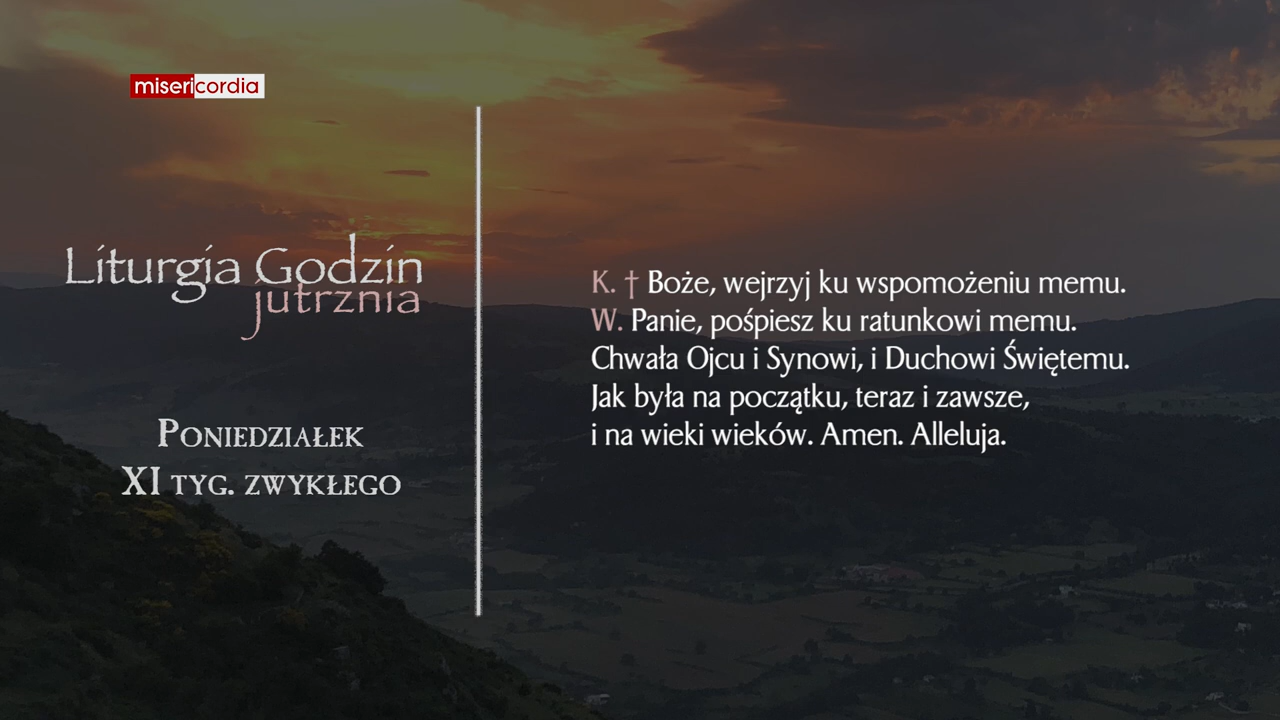 misericordia
Liturgia Godzin
jutrznia
Poniedziałek
XI tyg. zwykłego
K. † Boże, wejrzyj ku wspomożeniu memu.
W. Panie, pośpiesz ku ratunkowi memu.
Chwała Ojcu i Synowi, i Duchowi Świętemu.
Jak była na początku, teraz i zawsze,
i na wieki wieków. Amen. Alleluja.